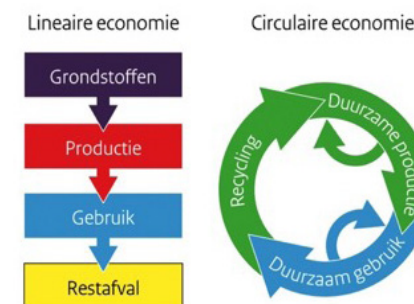 Lineaire economie
Grondstoffen
Productie
Gebruik
Restafval
Circulaire economie
Duurzame productie
Duurzaam gebruik
Recycling